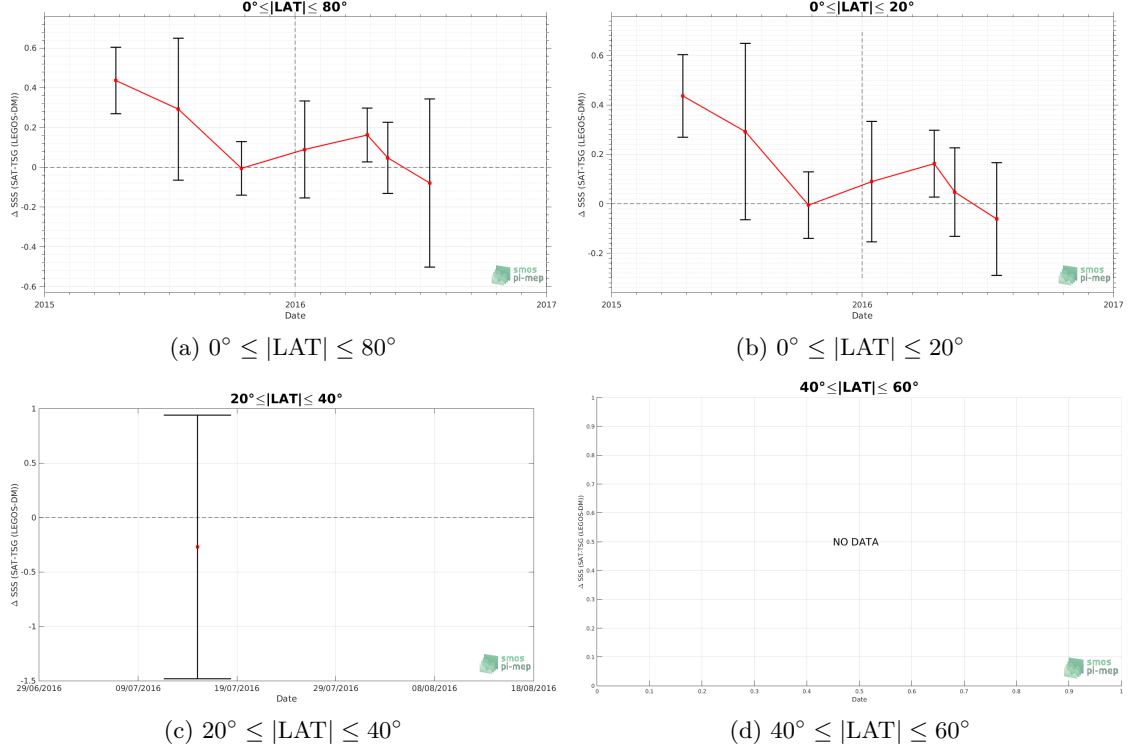 0°≤|LAT|≤ 80°
Δ SSS (SAT-TSG (LEGOS-DM))
0.6
0.4
0.2
0
-0.2
-0.4
-0.6
2015
2016
2017
Date
smos
pi-mep
(a) 0° ≤ |LAT| ≤ 80°
0°≤|LAT|≤ 20°
Δ SSS (SAT-TSG (LEGOS-DM))
0.6
0.4
0.2
0
-0.2
2015
2016
2017
Date
smos
pi-mep
(b) 0° ≤ |LAT| ≤ 20°
20°≤|LAT|≤ 40°
Δ SSS (SAT-TSG (LEGOS-DM))
1
0.5
0
-0.5
-1
-1.5
29/06/2016
09/07/2016
19/07/2016
29/07/2016
08/08/2016
18/08/2016
Date
smos
pi-mep
(c) 20° ≤ |LAT| ≤ 40°
40°≤|LAT|≤ 60°
Δ SSS (SAT-TSG (LEGOS-DM))
1
0.9
0.8
0.7
0.6
0.5
0.4
0.3
0.2
0.1
0
NO DATA
0
0.1
0.2
0.3
0.4
0.5
0.6
0.7
0.8
0.9
1
Date
smos
pi-mep
(d) 40° ≤ |LAT| ≤ 60°